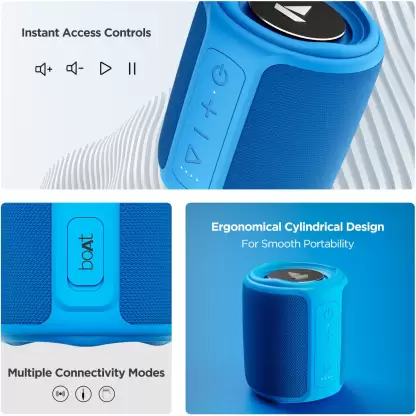 Instant Access Controls
boAt
Multiple Connectivity Modes
Ergonomical Cylindrical Design
For Smooth Portability